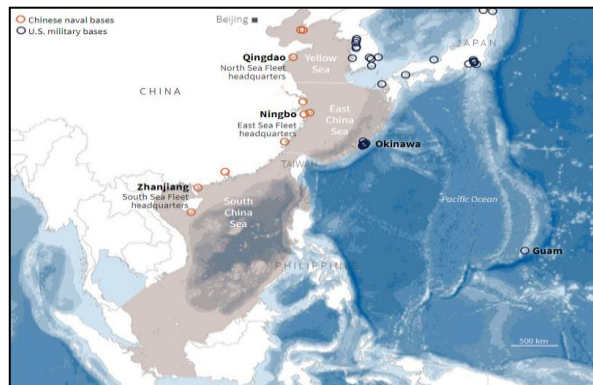 Chinese naval bases
U.S. military bases
Beijing
JAPAN
Qingdao
North Sea Fleet
headquarters
Yellow
Sea
CHINA
Ningbo
East Sea Fleet
headquarters
East
China
Sea
Okinawa
TAIWAN
Zhanjiang
South Sea Fleet
headquarters
South
China
Sea
Pacific Ocean
Guam
PHILIPPINES
500 km